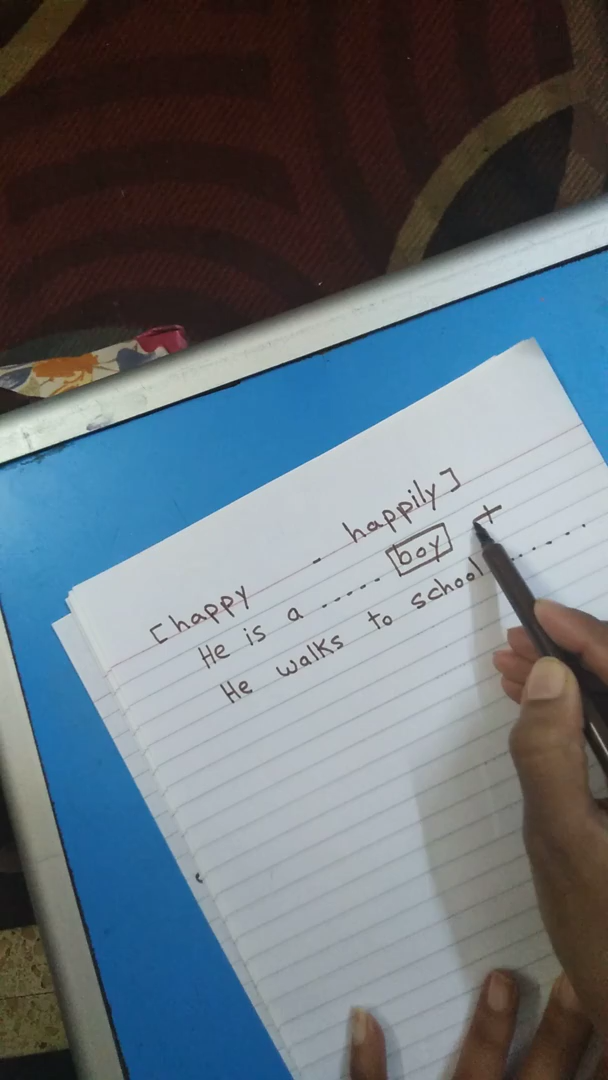 [happy - happily]
He is a ..... boy +
He walks to school ......